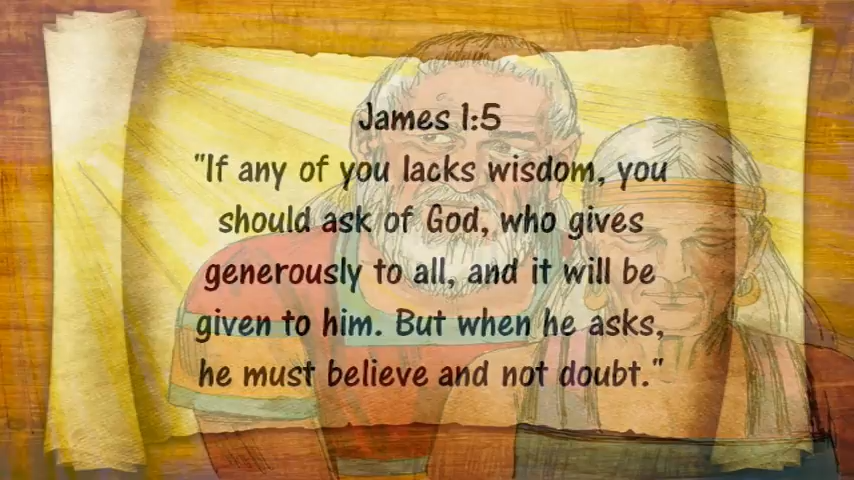 James 1:5
"If any of you lacks wisdom, you
should ask of God, who gives
generously to all, and it will be
given to him. But when he asks,
he must believe and not doubt."